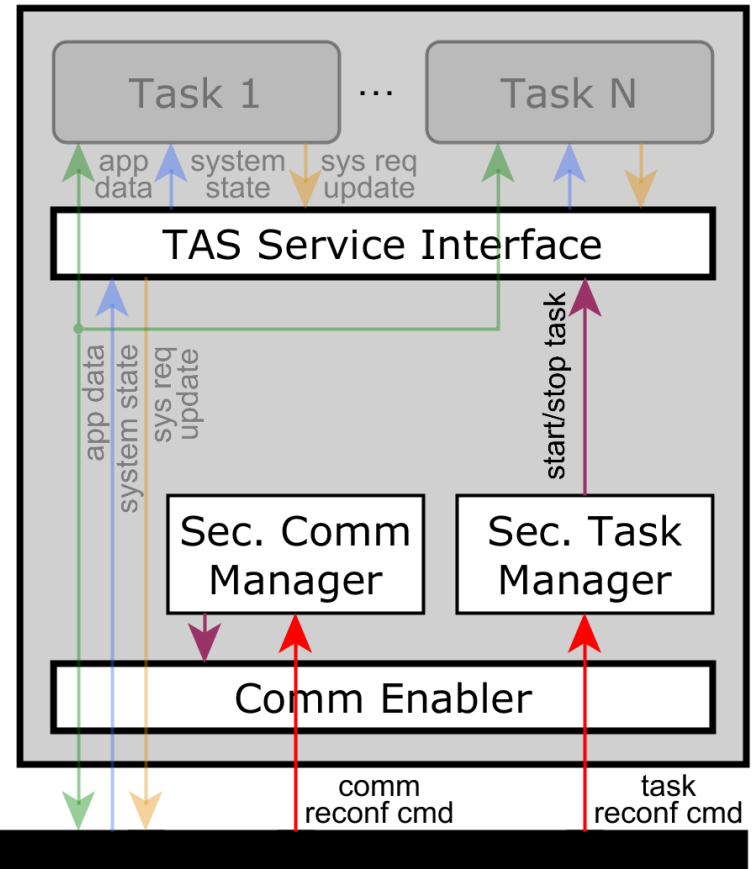 Task 1
...
Task N
app
data
system
state
sys req
update
TAS Service Interface
app data
system state
sys req
update
start/stop task
Sec. Comm
Manager
Sec. Task
Manager
Comm Enabler
comm
reconf cmd
task
reconf cmd